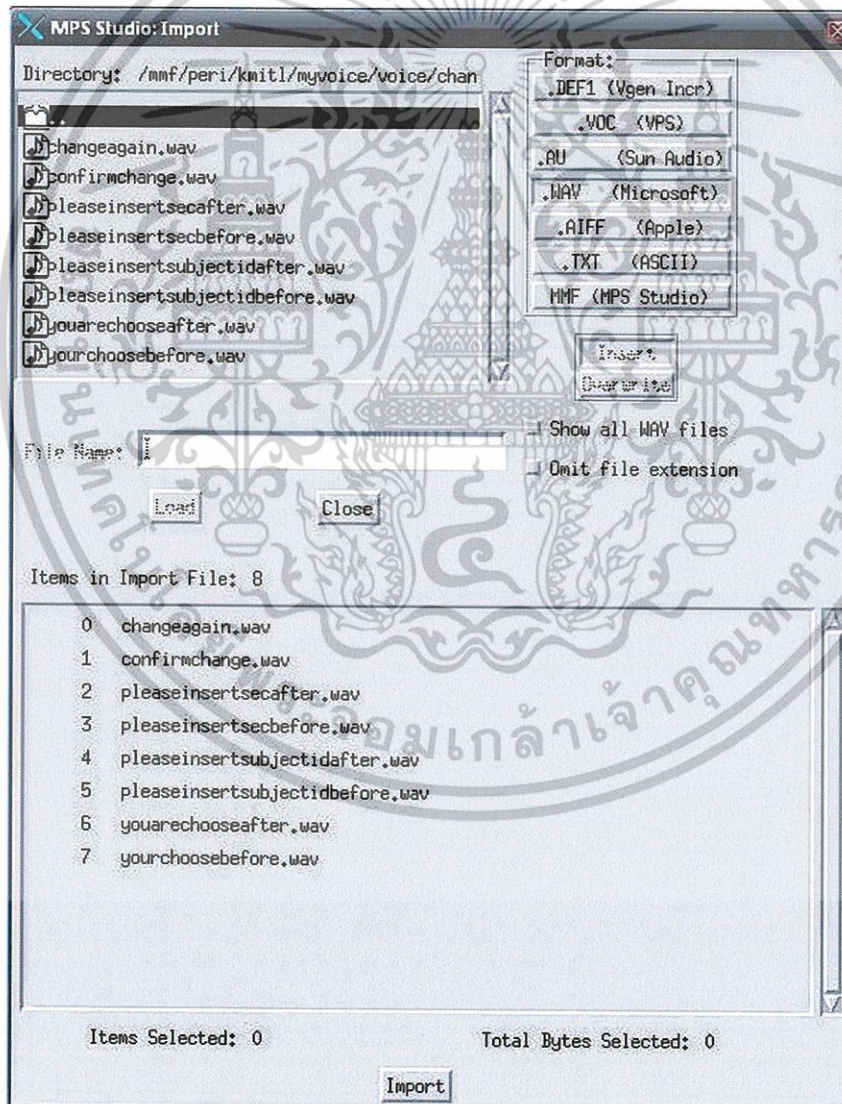 MPS Studio: Import
Directory: /mmf/peri/kmitl/myvoice/voice/chan
..
changeagain.wav
confirmchange.wav
pleaseinsertsecafter.wav
pleaseinsertsecbefore.wav
pleaseinsertsubjectidafter.wav
pleaseinsertsubjectidbefore.wav
youarechooseafter.wav
yourchoosebefore.wav
Format:
.DEF1 (Vgen Incr)
.VOC (VPS)
.AU (Sun Audio)
.WAV (Microsoft)
.AIFF (Apple)
.TXT (ASCII)
MMF (MPS Studio)
Insert
Overwrite
Show all WAV files
Omit file extension
File Name:
Load
Close
Items in Import File: 8
0 changeagain.wav
1 confirmchange.wav
2 pleaseinsertsecafter.wav
3 pleaseinsertsecbefore.wav
4 pleaseinsertsubjectidafter.wav
5 pleaseinsertsubjectidbefore.wav
6 youarechooseafter.wav
7 yourchoosebefore.wav
Items Selected: 0
Total Bytes Selected: 0
Import